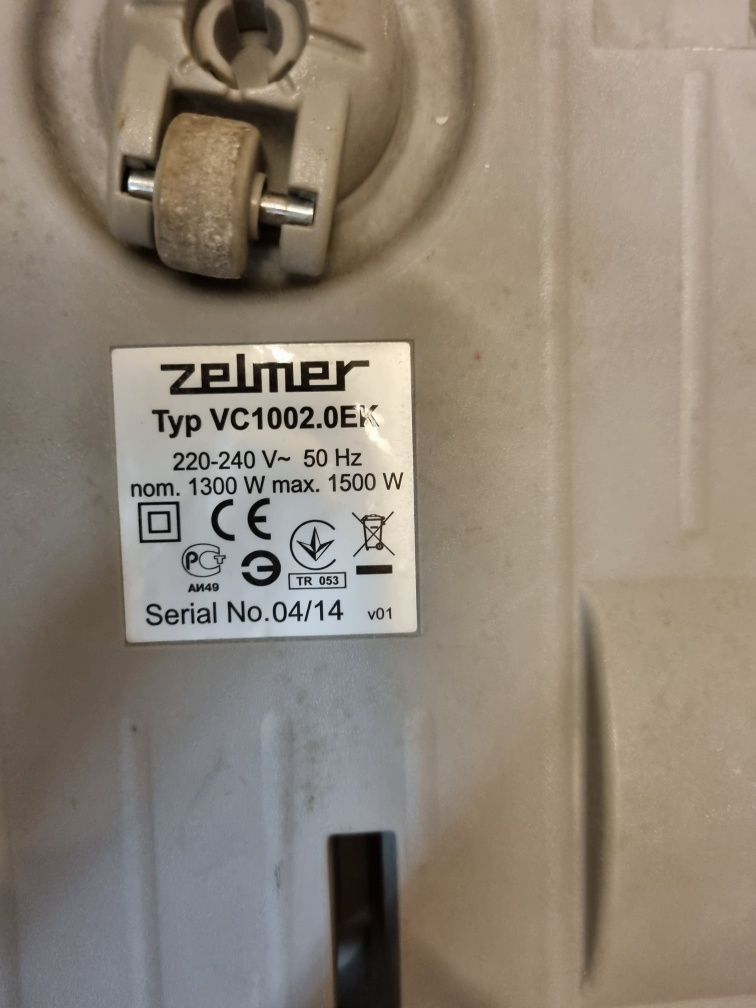 zelmer
Typ VC1002.0EK
220-240 V~ 50 Hz
nom. 1300 W max. 1500 W
CE
РСТ Э
АИ49 TR 053
Serial No.04/14 v01